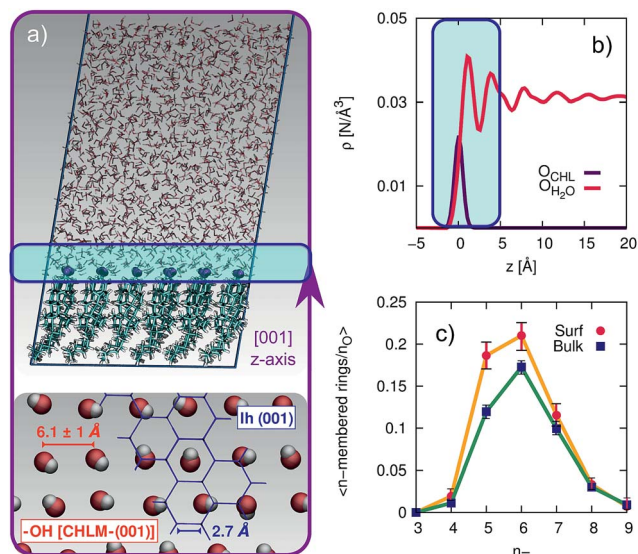 a)
[001]
z-axis
Ih (001)
6.1 ± 1 Å
-OH [CHLM-(001)]
2.7 Å
b)
ρ [N/Å³]
0.05
0.03
0.01
O_CHL
O_H₂O
-5 0 5 10 15 20
z [Å]
c)
<n-membered rings/n_O>
0.25
0.2
0.15
0.1
0.05
0
Surf
Bulk
3 4 5 6 7 8 9
n-